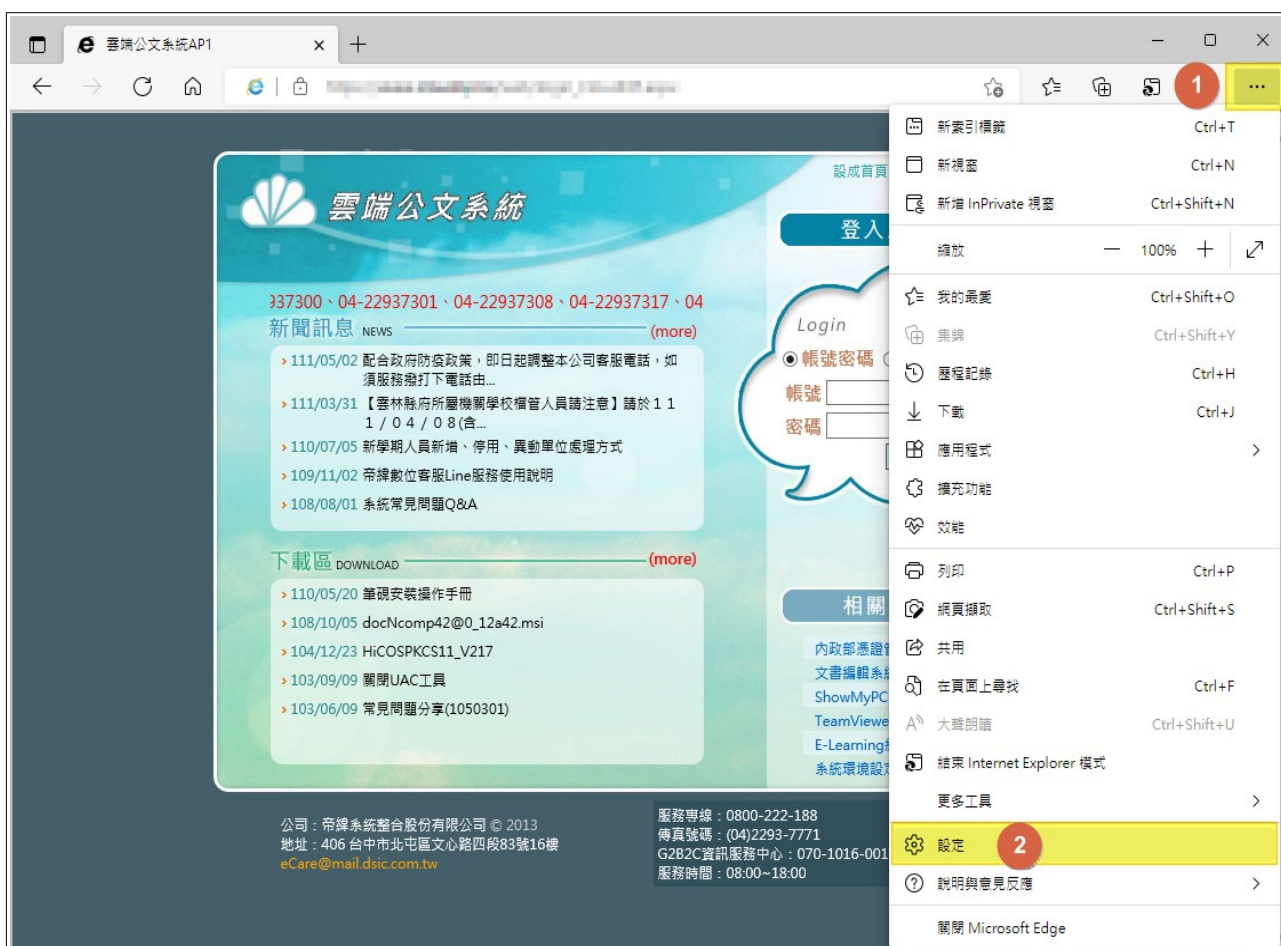 雲端公文系統AP1
1
新索引標籤 Ctrl+T
新視窗 Ctrl+N
新增 InPrivate 視窗 Ctrl+Shift+N
縮放 100%
我的最愛 Ctrl+Shift+O
集錦 Ctrl+Shift+Y
歷程記錄 Ctrl+H
下載 Ctrl+J
應用程式
擴充功能
效能
列印 Ctrl+P
網頁擷取 Ctrl+Shift+S
共用
在頁面上尋找 Ctrl+F
大聲朗讀 Ctrl+Shift+U
結束 Internet Explorer 模式
更多工具
設定 2
說明與意見反應
關閉 Microsoft Edge
設成首頁
雲端公文系統
登入
937300、04-22937301、04-22937308、04-22937317、04
新聞訊息 NEWS (more)
111/05/02 配合政府防疫政策,即日起調整本公司客服電話,如
須服務撥打下電話由...
111/03/31 【雲林縣府所屬機關學校檔管人員請注意】請於11
1/04/08(含...
110/07/05 新學期人員新增、停用、異動單位處理方式
109/11/02 帝緯數位客服Line服務使用說明
108/08/01 系統常見問題Q&A
Login
帳號密碼
帳號
密碼
下載區 DOWNLOAD (more)
110/05/20 筆硯安裝操作手冊
108/10/05 docNcomp42@0_12a42.msi
104/12/23 HiCOSPKCS11_V217
103/09/09 關閉UAC工具
103/06/09 常見問題分享(1050301)
相關
內政部憑證
文書編輯系
ShowMyPC
TeamViewe
E-Learning
系統環境設
公司:帝緯系統整合股份有限公司 © 2013
地址:406 台中市北屯區文心路四段83號16樓
eCare@mail.dsic.com.tw
服務專線:0800-222-188
傳真號碼:(04)2293-7771
G2B2C資訊服務中心:070-1016-001
服務時間:08:00~18:00